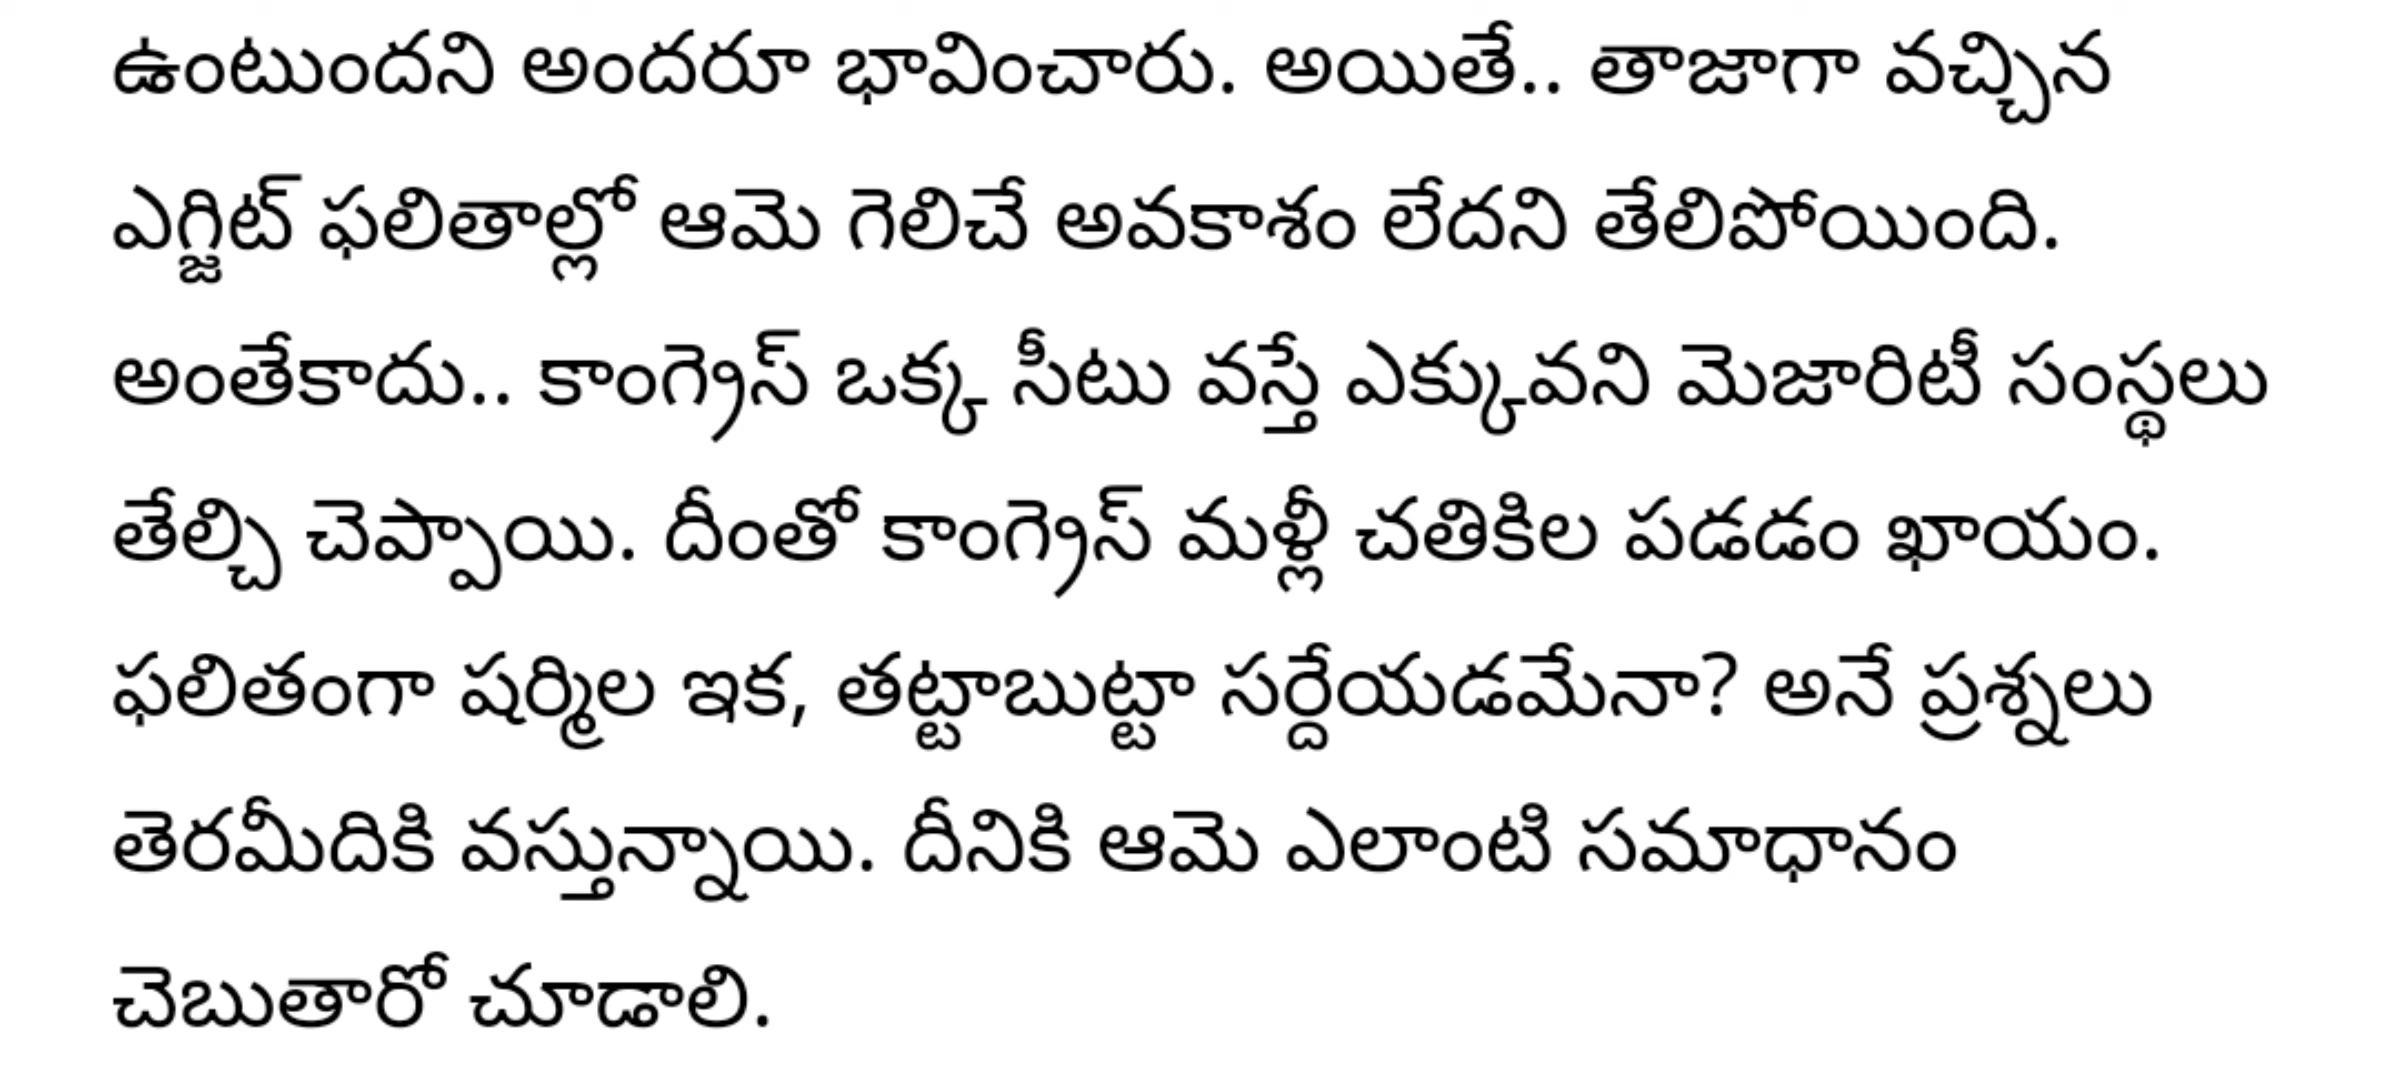 ఉంటుందని అందరూ భావించారు. అయితే.. తాజాగా వచ్చిన
ఎగ్జిట్ ఫలితాల్లో ఆమె గెలిచే అవకాశం లేదని తేలిపోయింది.
అంతేకాదు.. కాంగ్రెస్ ఒక్క సీటు వస్తే ఎక్కువని మెజారిటీ సంస్థలు
తేల్చి చెప్పాయి. దీంతో కాంగ్రెస్ మళ్లీ చతికిల పడడం ఖాయం.
ఫలితంగా షర్మిల ఇక, తట్టాబుట్టా సర్దేయడమేనా? అనే ప్రశ్నలు
తెరమీదికి వస్తున్నాయి. దీనికి ఆమె ఎలాంటి సమాధానం
చెబుతారో చూడాలి.